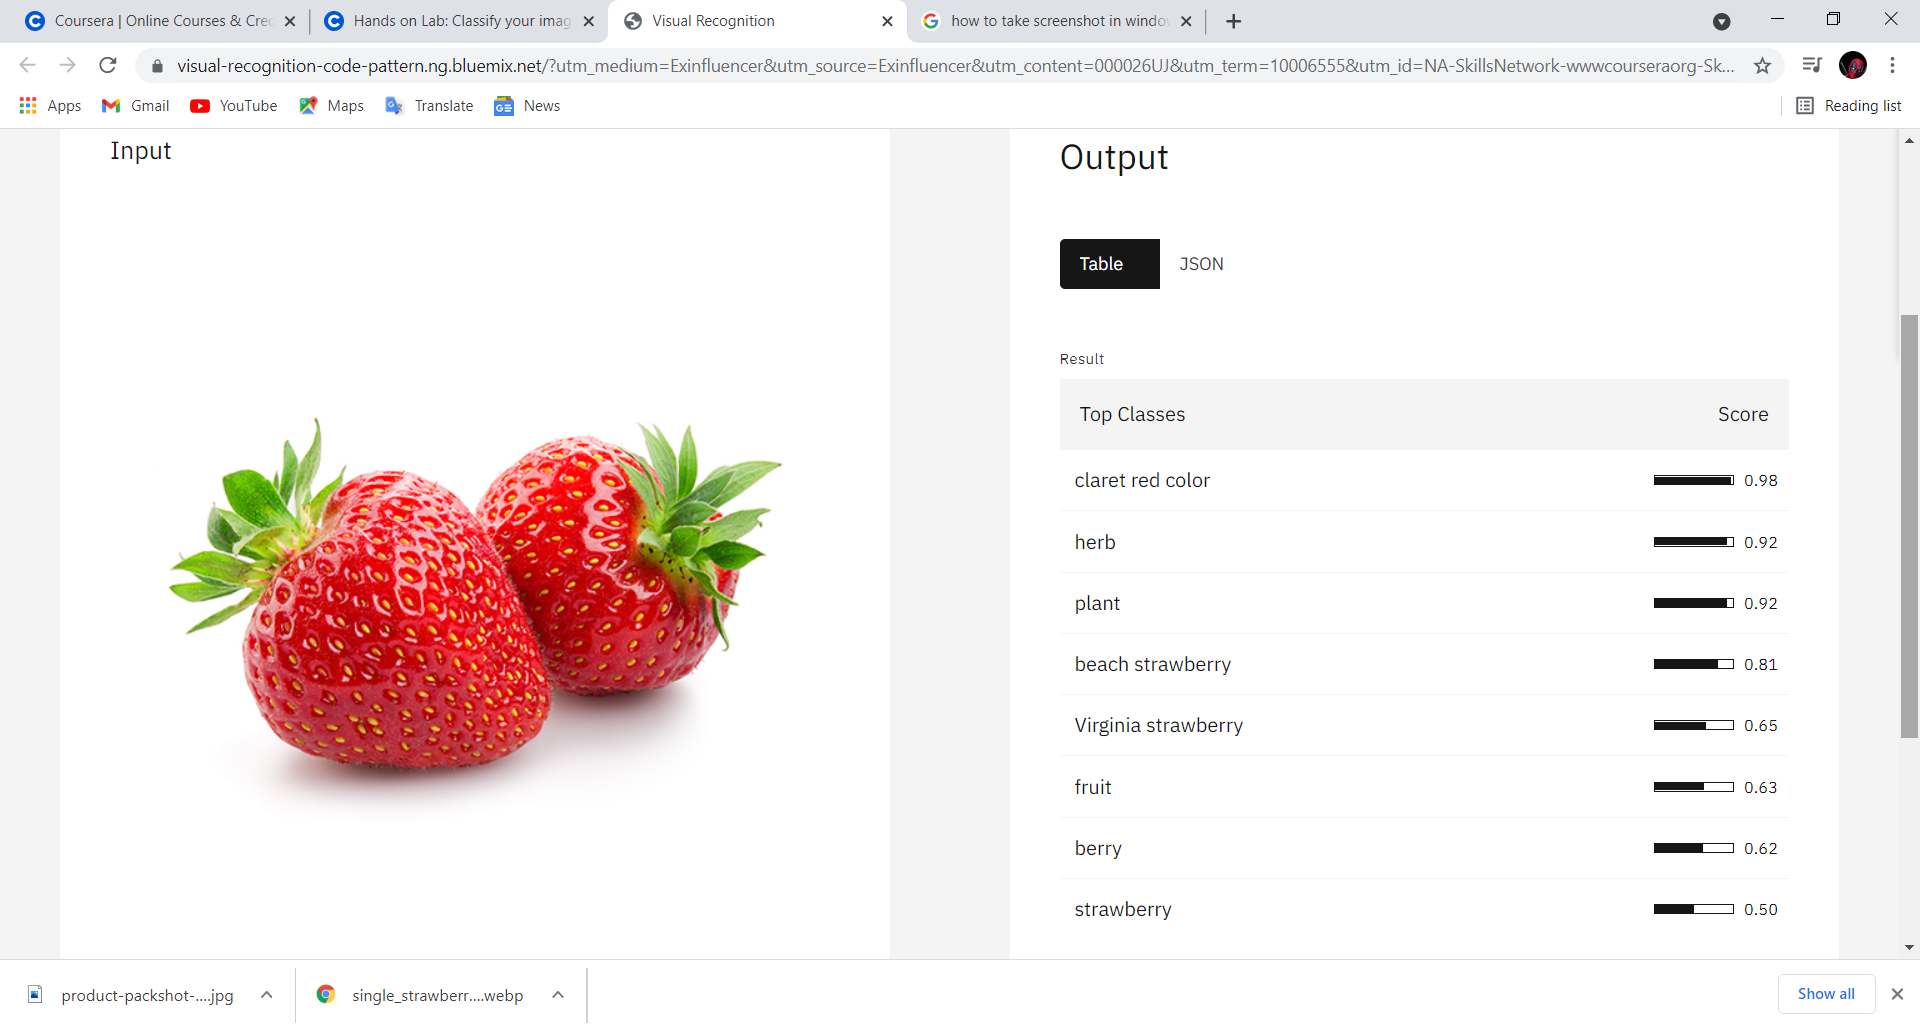 Coursera | Online Courses & Cred
Hands on Lab: Classify your imag
Visual Recognition
how to take screenshot in windo
visual-recognition-code-pattern.ng.bluemix.net/?utm_medium=Exinfluencer&utm_source=Exinfluencer&utm_content=000026UJ&utm_term=10006555&utm_id=NA-SkillsNetwork-wwwcourseraorg-Sk...
Apps Gmail YouTube Maps Translate News Reading list
Input
Output
Table JSON
Result
Top Classes Score
claret red color 0.98
herb 0.92
plant 0.92
beach strawberry 0.81
Virginia strawberry 0.65
fruit 0.63
berry 0.62
strawberry 0.50
product-packshot-....jpg
single_strawberr....webp
Show all